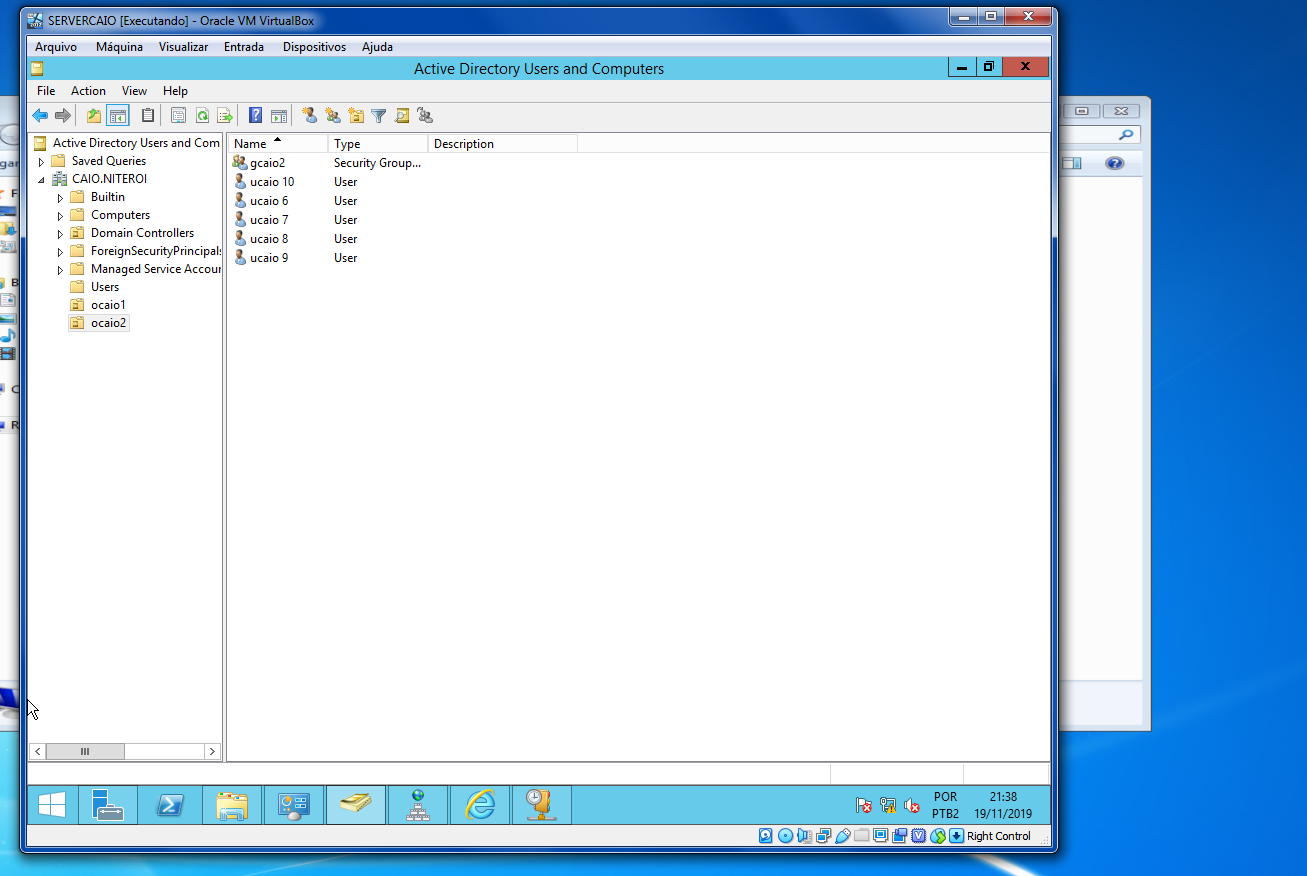 SERVERCAIO [Executando] - Oracle VM VirtualBox
Arquivo Máquina Visualizar Entrada Dispositivos Ajuda
Active Directory Users and Computers
File Action View Help
Active Directory Users and Com
Saved Queries
CAIO.NITEROI
Builtin
Computers
Domain Controllers
ForeignSecurityPrincipals
Managed Service Accour
Users
ocaio1
ocaio2
Name Type Description
gcaio2 Security Group...
ucaio 10 User
ucaio 6 User
ucaio 7 User
ucaio 8 User
ucaio 9 User
POR 21:38
PTB2 19/11/2019
Right Control